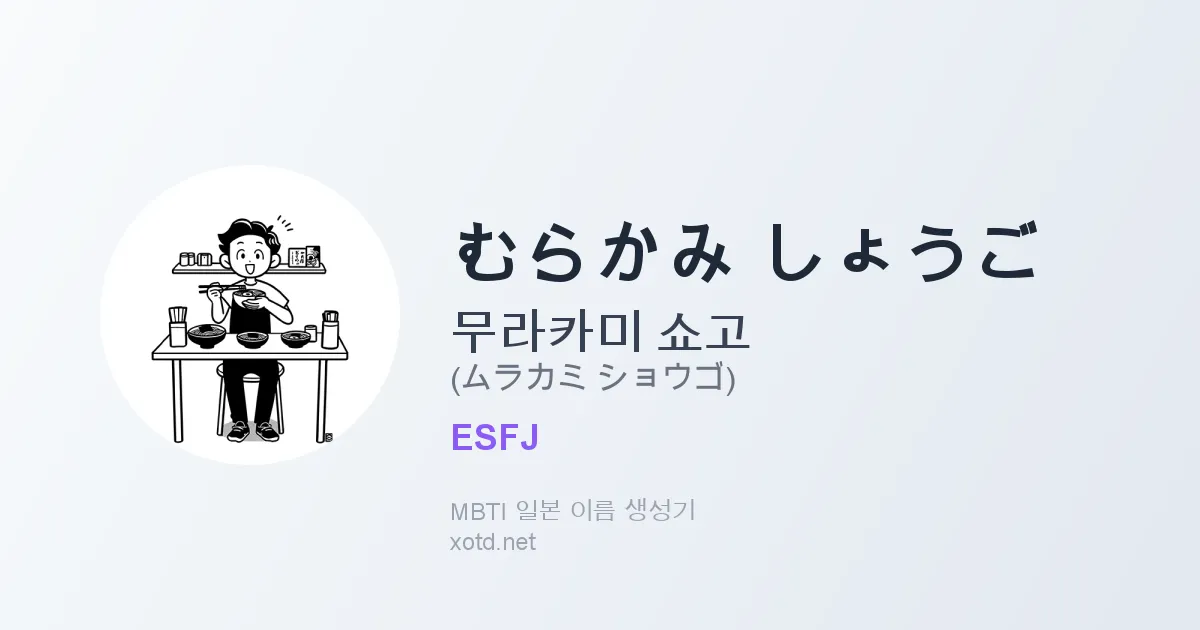 むらかみ しょうご
무라카미 쇼고
(ムラカミ ショウゴ)
ESFJ
MBTI 일본 이름 생성기
xotd.net